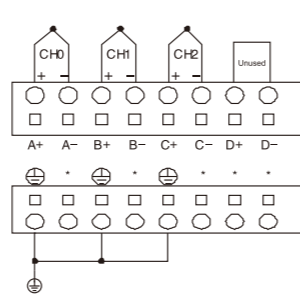 CH0 CH1 CH2 Unused
+ − + − + −
A+ A− B+ B− C+ C− D+ D−
* * * * *